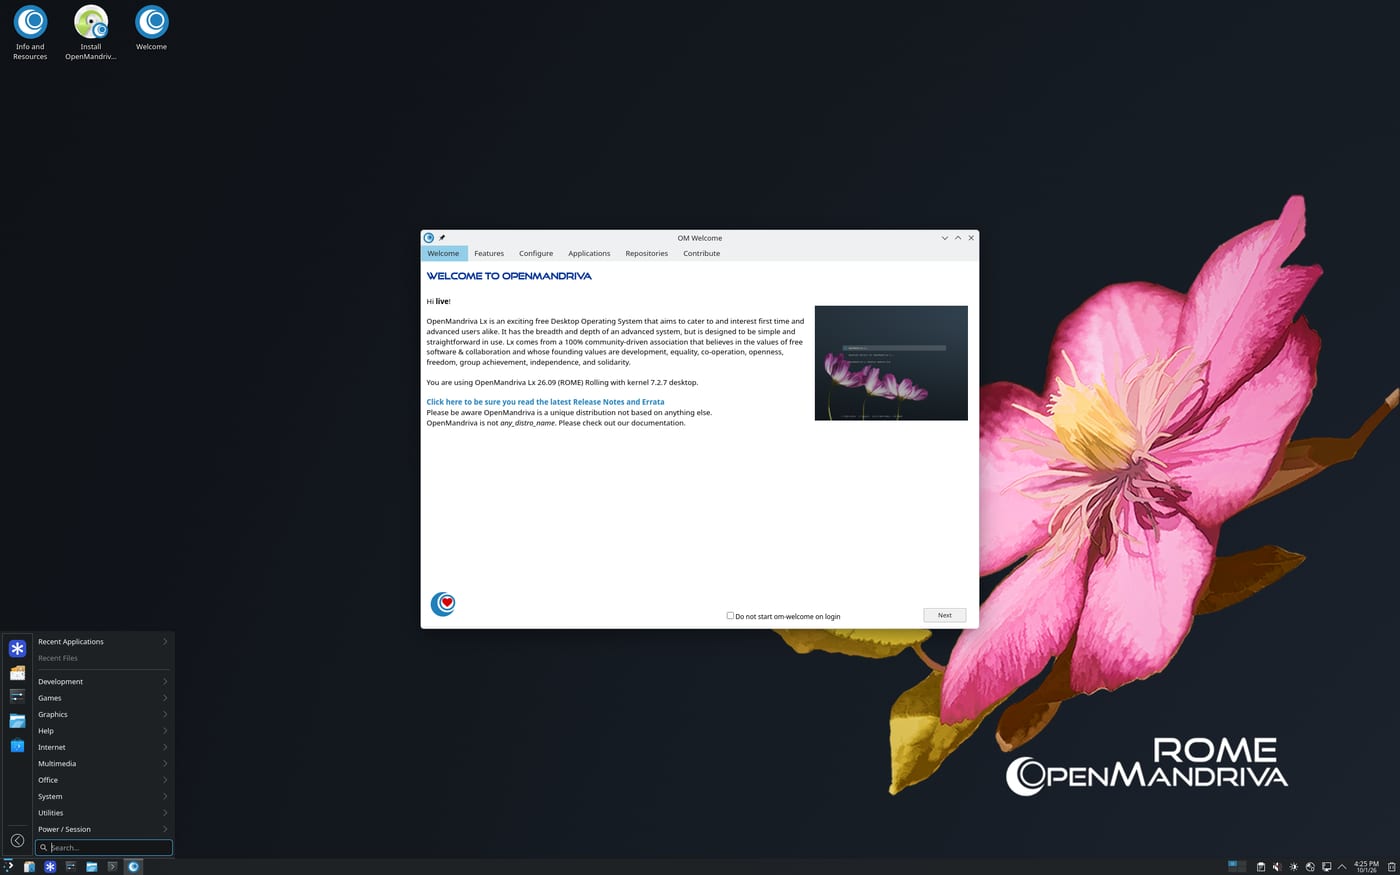 Info and
Resources
Install
OpenMandriv...
Welcome
OM Welcome
Welcome
Features
Configure
Applications
Repositories
Contribute
WELCOME TO OPENMANDRIVA
Hi live!
OpenMandriva Lx is an exciting free Desktop Operating System that aims to cater to and interest first time and
advanced users alike. It has the breadth and depth of an advanced system, but is designed to be simple and
straightforward in use. Lx comes from a 100% community-driven association that believes in the values of free
software & collaboration and whose founding values are development, equality, co-operation, openness,
freedom, group achievement, independence, and solidarity.
You are using OpenMandriva Lx 26.09 (ROME) Rolling with kernel 7.2.7 desktop.
Click here to be sure you read the latest Release Notes and Errata
Please be aware OpenMandriva is a unique distribution not based on anything else.
OpenMandriva is not any_distro_name. Please check out our documentation.
Do not start om-welcome on login
Next
Recent Applications
Recent Files
Development
Games
Graphics
Help
Internet
Multimedia
Office
System
Utilities
Power / Session
Search...
ROME
OPENMANDRIVA
4:25 PM
10/1/26